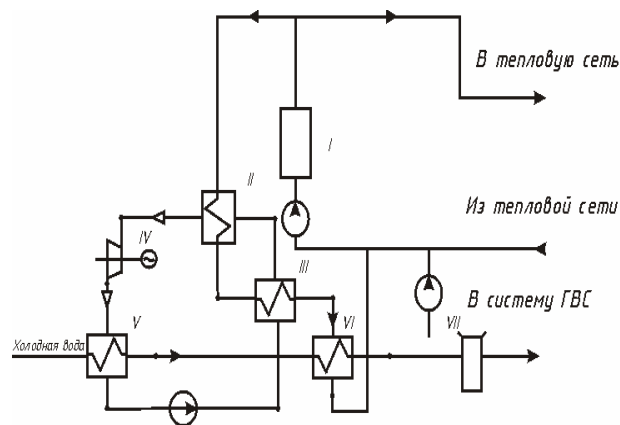 В тепловую сеть
I
II
Из тепловой сети
IV
III
В систему ГВС
V
VI
VII
Холодная вода